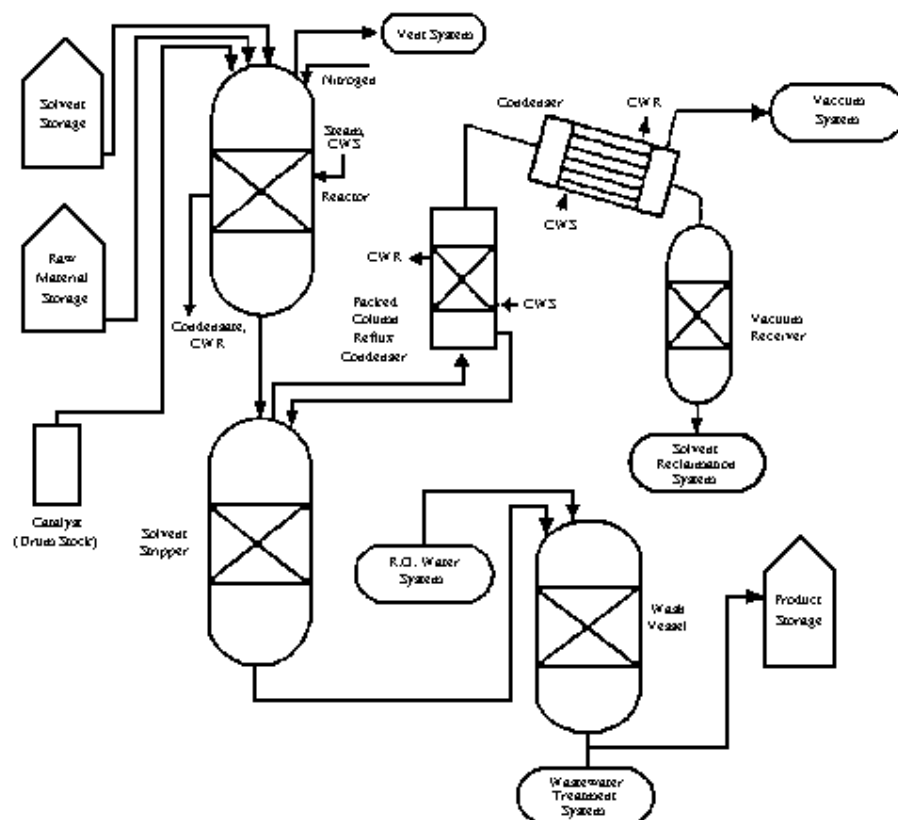 Vent System
Solvent
Storage
Nitrogen
Steam,
CWS
Reactor
Raw
Material
Storage
Condensate,
CWR
Catalyst
(Drum Stock)
Condenser
CWR
CWS
Vaccum
System
CWR
CWS
Packed
Column
Reflux
Condenser
Vacuum
Receiver
Solvent
Reclamation
System
Solvent
Stripper
R.O. Water
System
Wash
Vessel
Product
Storage
Wastewater
Treatment
System